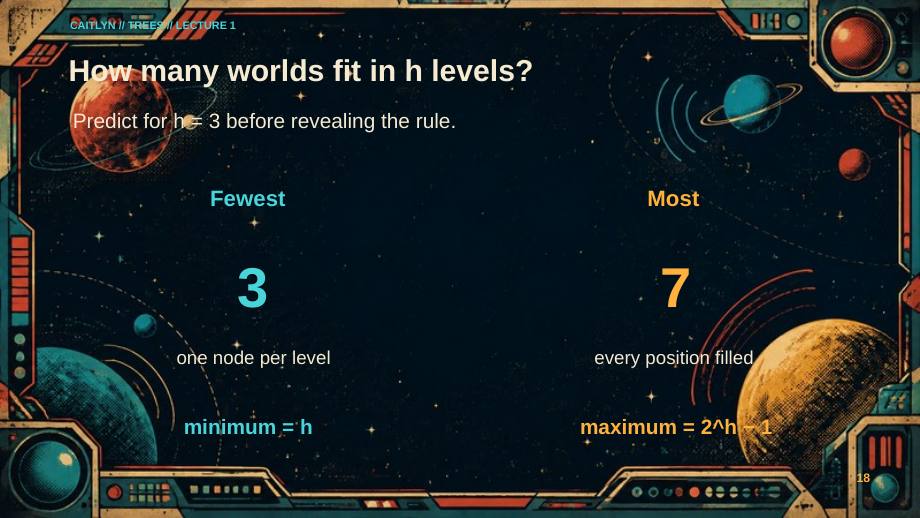 CAITLYN // TREES // LECTURE 1
How many worlds fit in h levels?
Predict for h = 3 before revealing the rule.
Fewest
Most
3
7
one node per level
every position filled
minimum = h
maximum = 2^h − 1
18